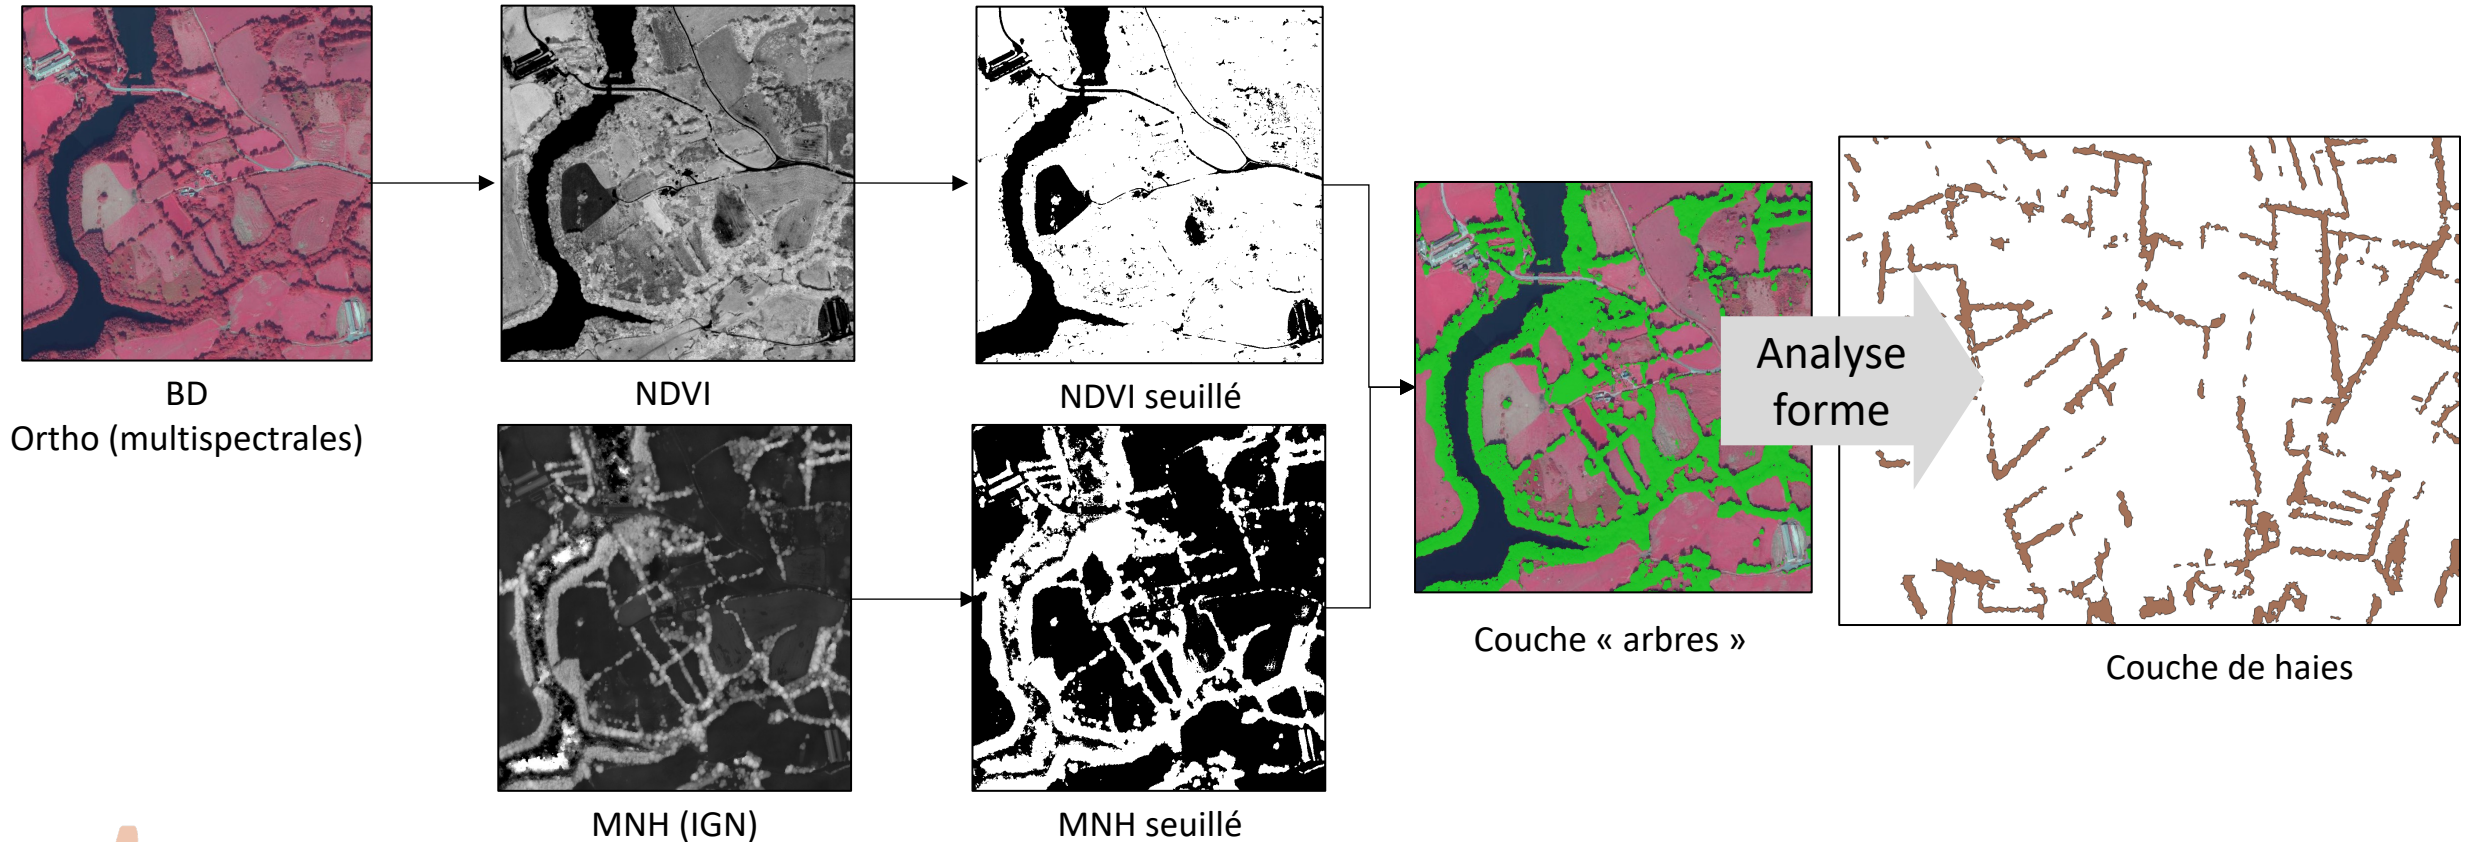 BD
Ortho (multispectrales)
NDVI
NDVI seuillé
MNH (IGN)
MNH seuillé
Couche « arbres »
Analyse
forme
Couche de haies